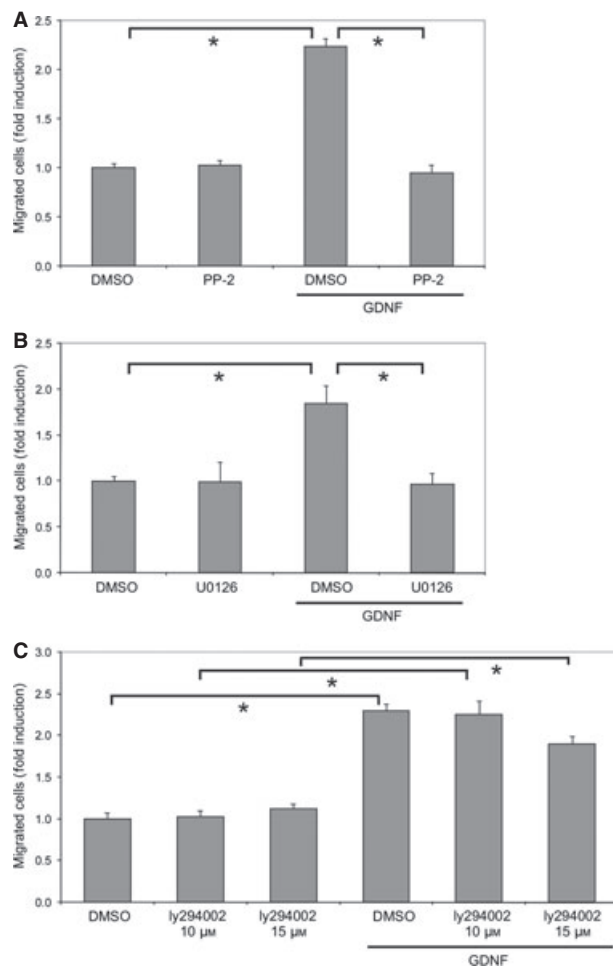 A
Migrated cells (fold induction)
2.5
2.0
1.5
1.0
0.5
0.0
* *
DMSO PP-2 DMSO PP-2
GDNF
B
Migrated cells (fold induction)
2.5
2.0
1.5
1.0
0.5
0.0
* *
DMSO U0126 DMSO U0126
GDNF
C
Migrated cells (fold induction)
3.0
2.5
2.0
1.5
1.0
0.5
0.0
* * *
DMSO ly294002 ly294002 DMSO ly294002 ly294002
10 μM 15 μM 10 μM 15 μM
GDNF